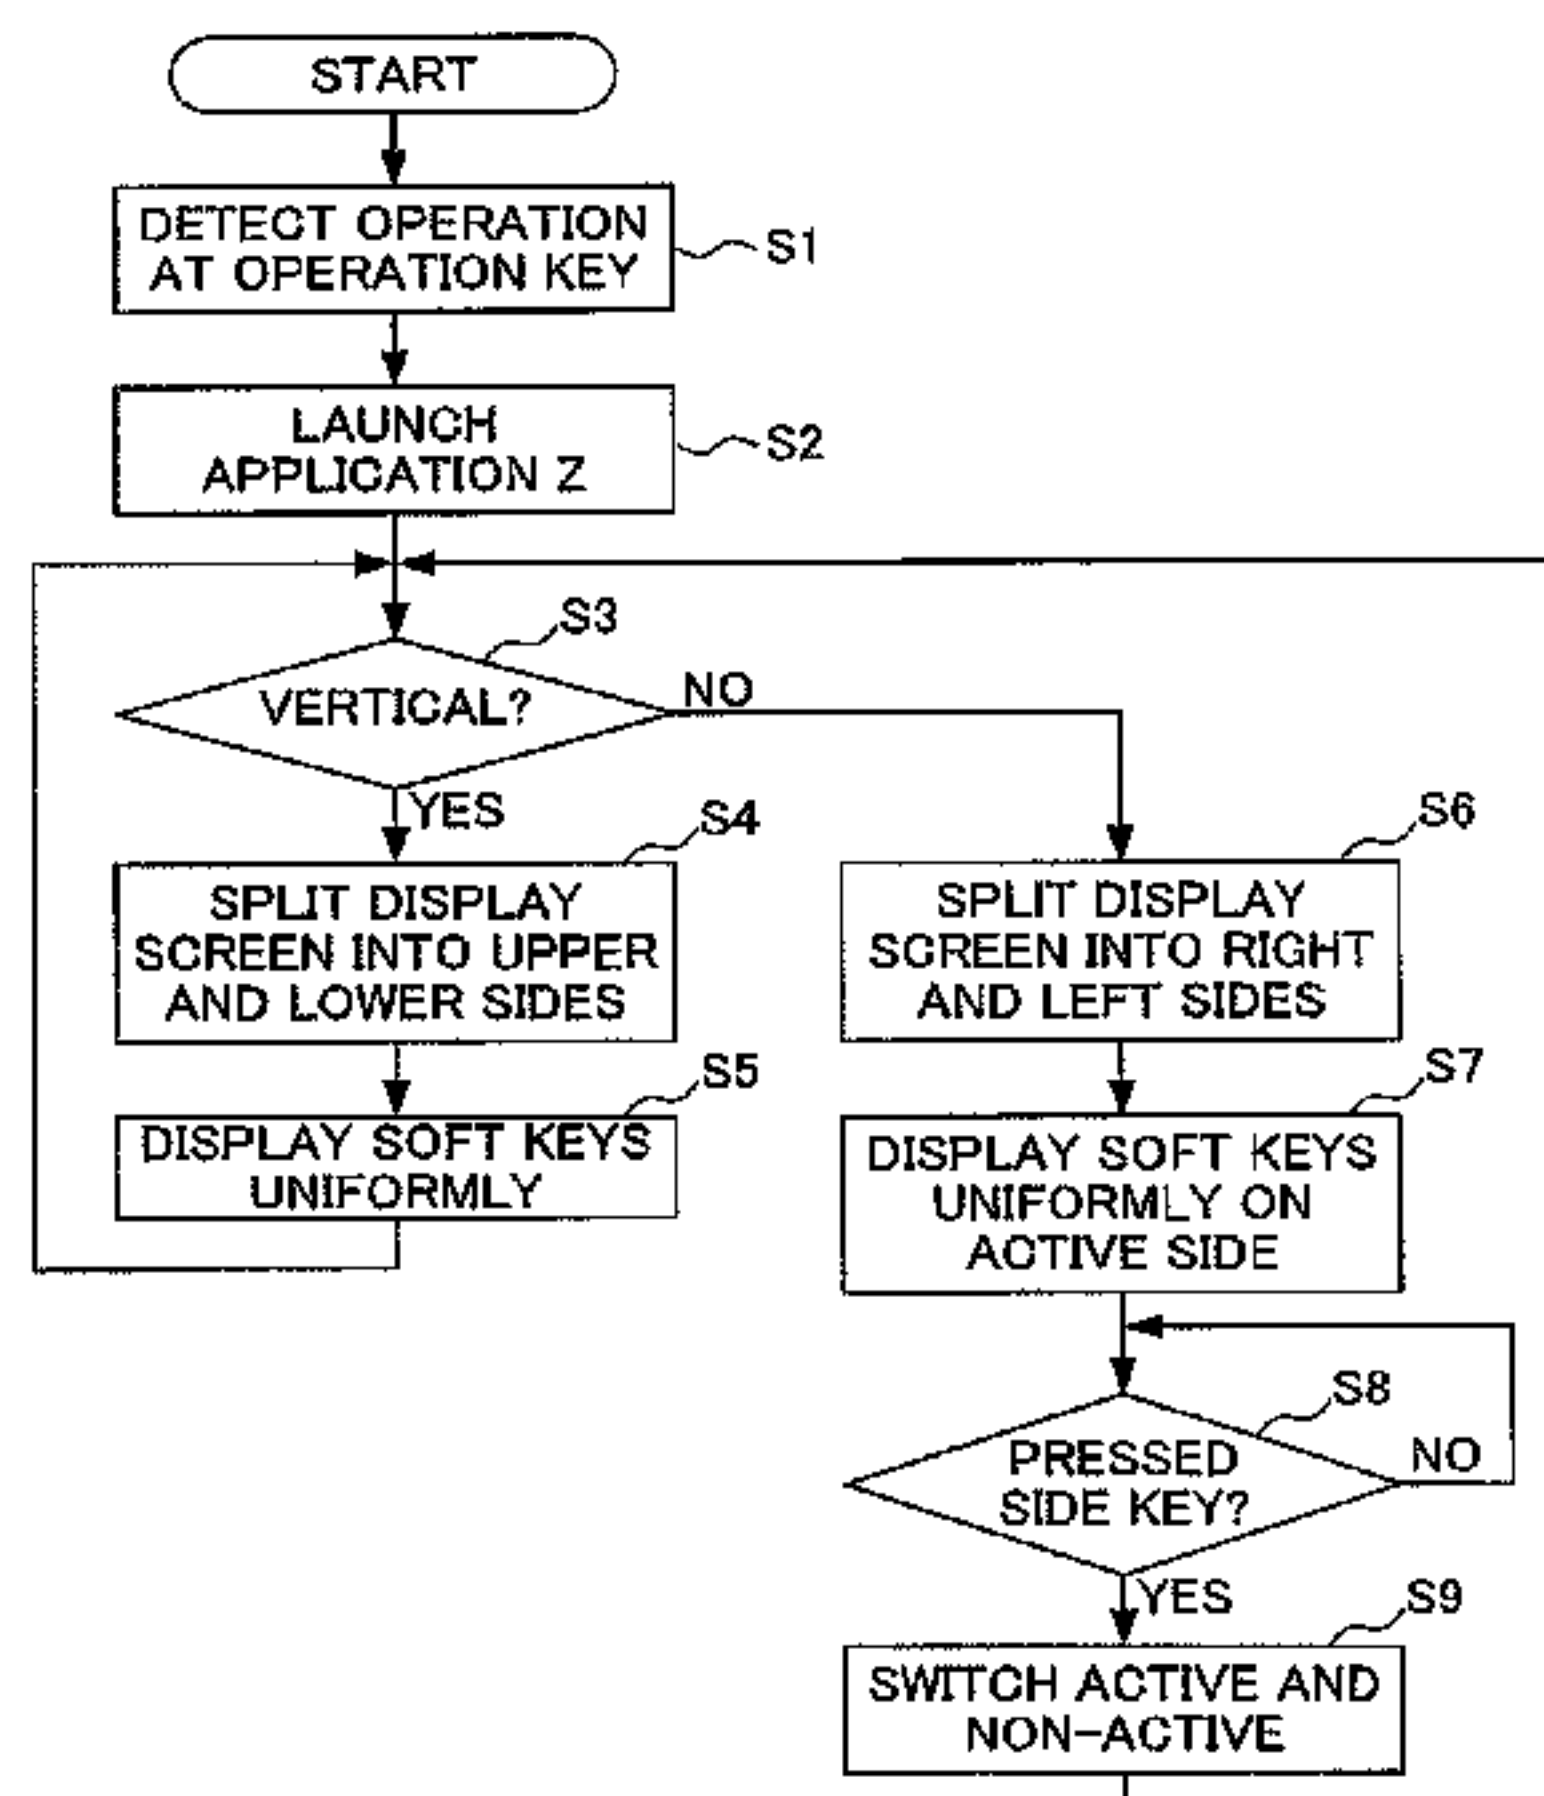 START
DETECT OPERATION
AT OPERATION KEY
S1
LAUNCH
APPLICATION Z
S2
S3
VERTICAL?
NO
YES
S4
SPLIT DISPLAY
SCREEN INTO UPPER
AND LOWER SIDES
S5
DISPLAY SOFT KEYS
UNIFORMLY
S6
SPLIT DISPLAY
SCREEN INTO RIGHT
AND LEFT SIDES
S7
DISPLAY SOFT KEYS
UNIFORMLY ON
ACTIVE SIDE
S8
PRESSED
SIDE KEY?
NO
YES
S9
SWITCH ACTIVE AND
NON-ACTIVE